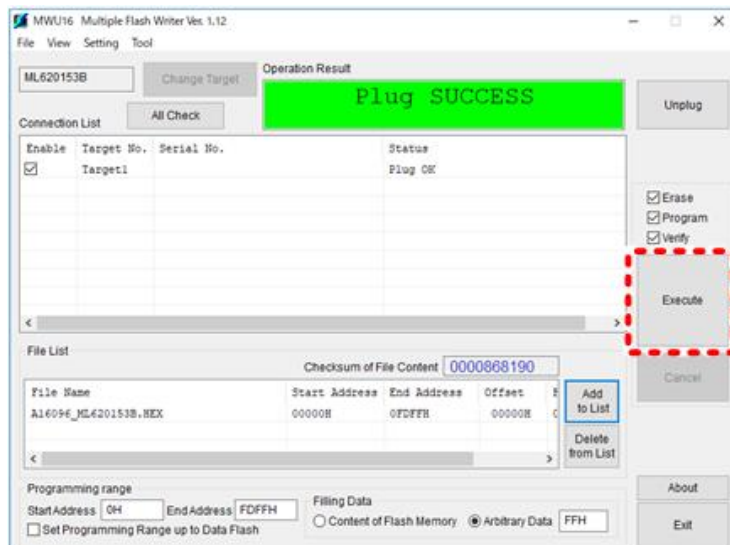 MWU16 Multiple Flash Writer Ver. 1.12
File View Setting Tool
ML620153B
Change Target
Operation Result
Plug SUCCESS
Unplug
Connection List
All Check
Enable Target No. Serial No. Status
Target1 Plug OK
Erase
Program
Verify
Execute
Cancel
File List
Checksum of File Content 0000868190
File Name Start Address End Address Offset
A16096_ML620153B.HEX 00000H 0FDFFH 00000H
Add
to List
Delete
from List
Programming range
Start Address 0H End Address FDFFH
Set Programming Range up to Data Flash
Filling Data
Content of Flash Memory Arbitrary Data FFH
About
Exit